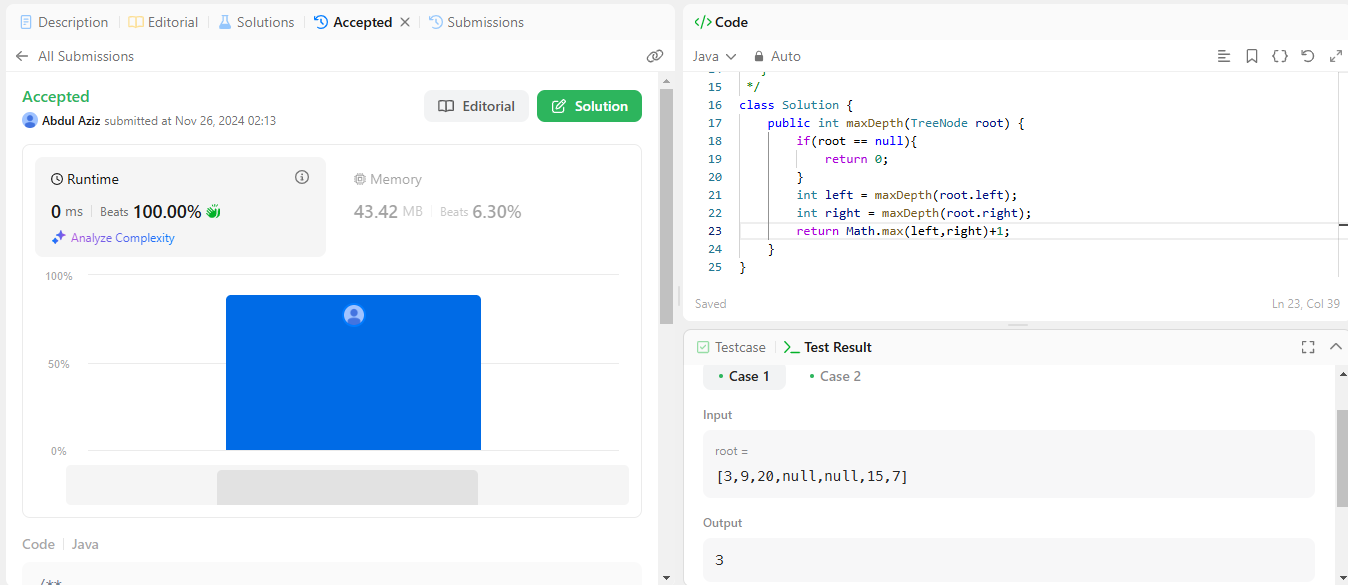 Description Editorial Solutions Accepted Submissions
All Submissions
Accepted
Abdul Aziz submitted at Nov 26, 2024 02:13
Editorial
Solution
Runtime
0 ms Beats 100.00%
Analyze Complexity
Memory
43.42 MB Beats 6.30%
100%
50%
0%
Code Java
/**
</> Code
Java Auto
15 */
16 class Solution {
17 public int maxDepth(TreeNode root) {
18 if(root == null){
19 return 0;
20 }
21 int left = maxDepth(root.left);
22 int right = maxDepth(root.right);
23 return Math.max(left,right)+1;
24 }
25 }
Saved Ln 23, Col 39
Testcase Test Result
Case 1 Case 2
Input
root =
[3,9,20,null,null,15,7]
Output
3